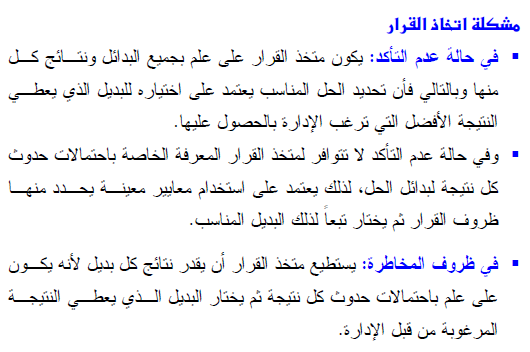 مشكلة اتخاذ القرار
▪ في حالة عدم التأكد: يكون متخذ القرار على علم بجميع البدائل ونتائج كل
منها وبالتالي فأن تحديد الحل المناسب يعتمد على اختياره للبديل الذي يعطي
النتيجة الأفضل التي ترغب الإدارة بالحصول عليها.
▪ وفي حالة عدم التأكد لا تتوافر لمتخذ القرار المعرفة الخاصة باحتمالات حدوث
كل نتيجة لبدائل الحل، لذلك يعتمد على استخدام معايير معينة يحدد منها
ظروف القرار ثم يختار تبعاً لذلك البديل المناسب.
▪ في ظروف المخاطرة: يستطيع متخذ القرار أن يقدر نتائج كل بديل لأنه يكون
على علم باحتمالات حدوث كل نتيجة ثم يختار البديل الذي يعطي النتيجة
المرغوبة من قبل الإدارة.